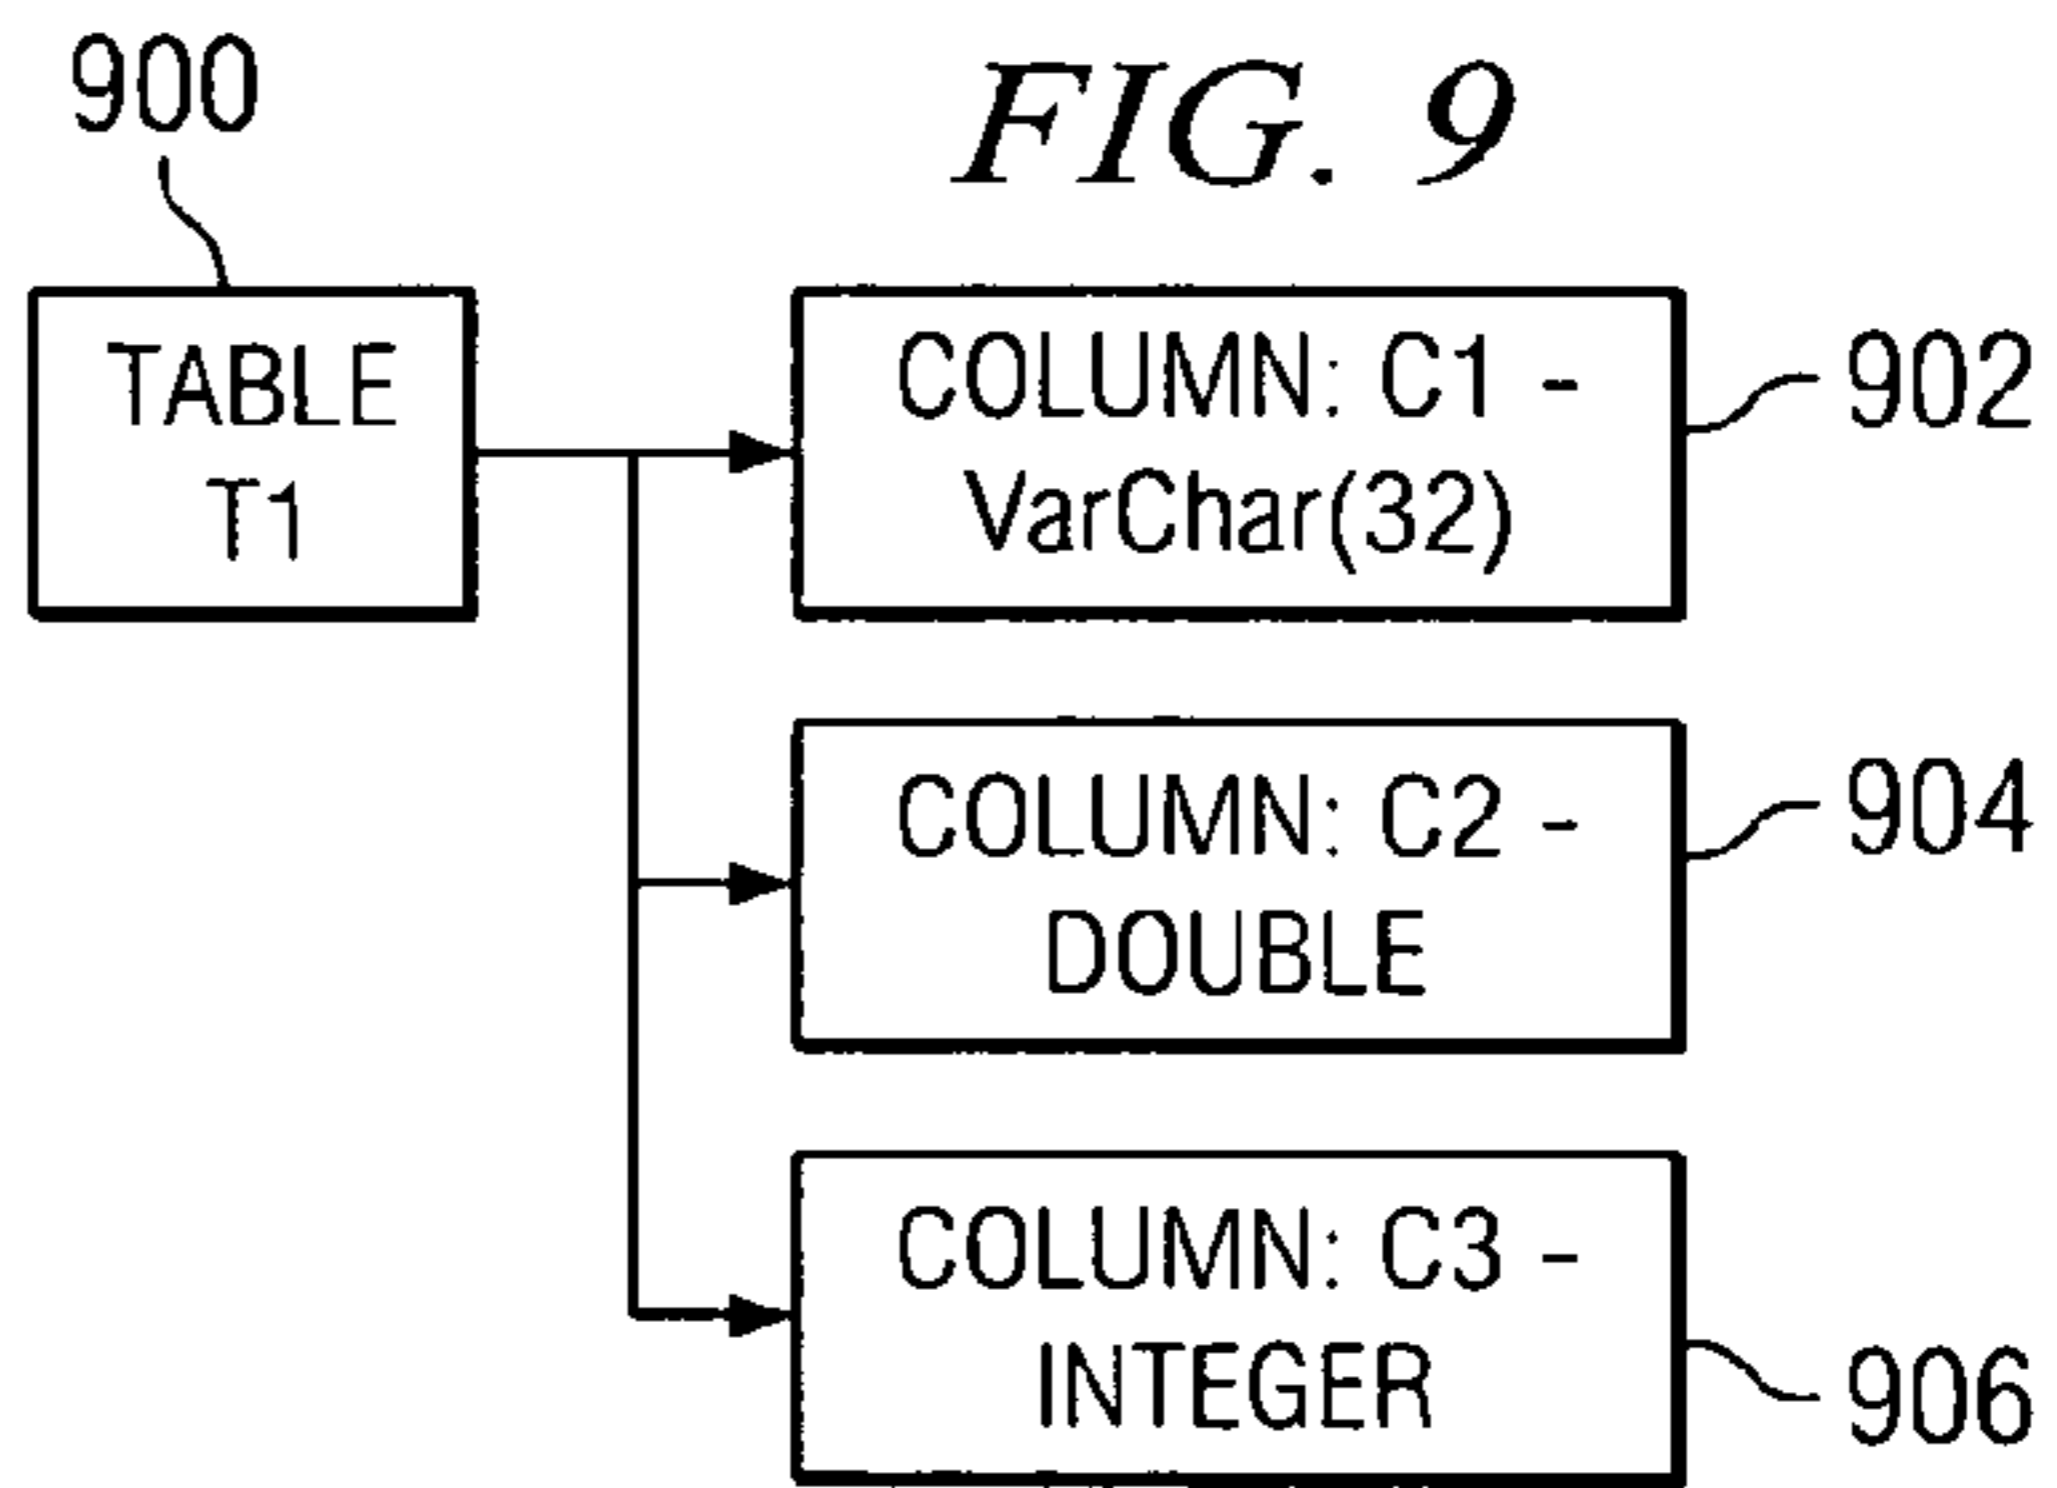 900
FIG. 9
TABLE
T1
COLUMN: C1 -
VarChar(32)
902
COLUMN: C2 -
DOUBLE
904
COLUMN: C3 -
INTEGER
906